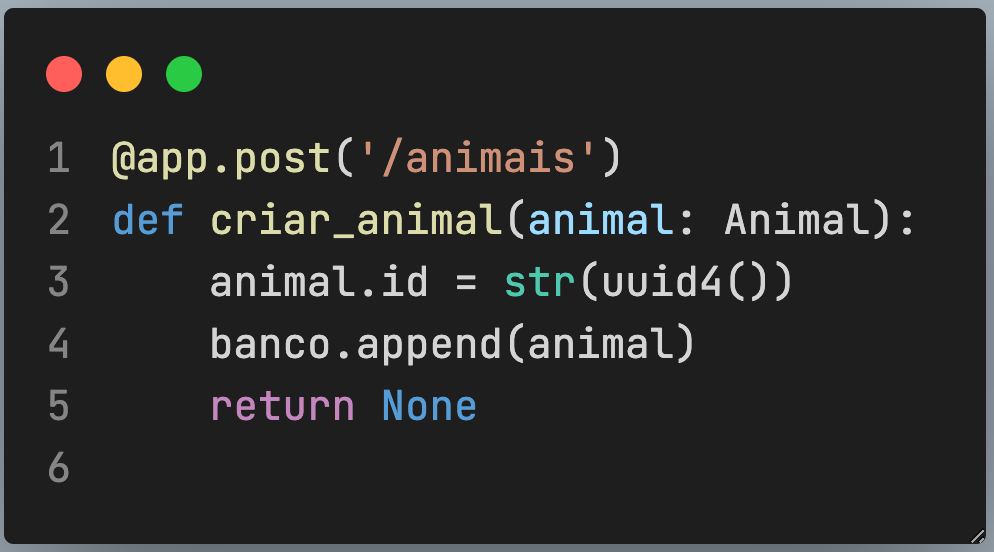 1 @app.post('/animais')
2 def criar_animal(animal: Animal):
3     animal.id = str(uuid4())
4     banco.append(animal)
5     return None
6